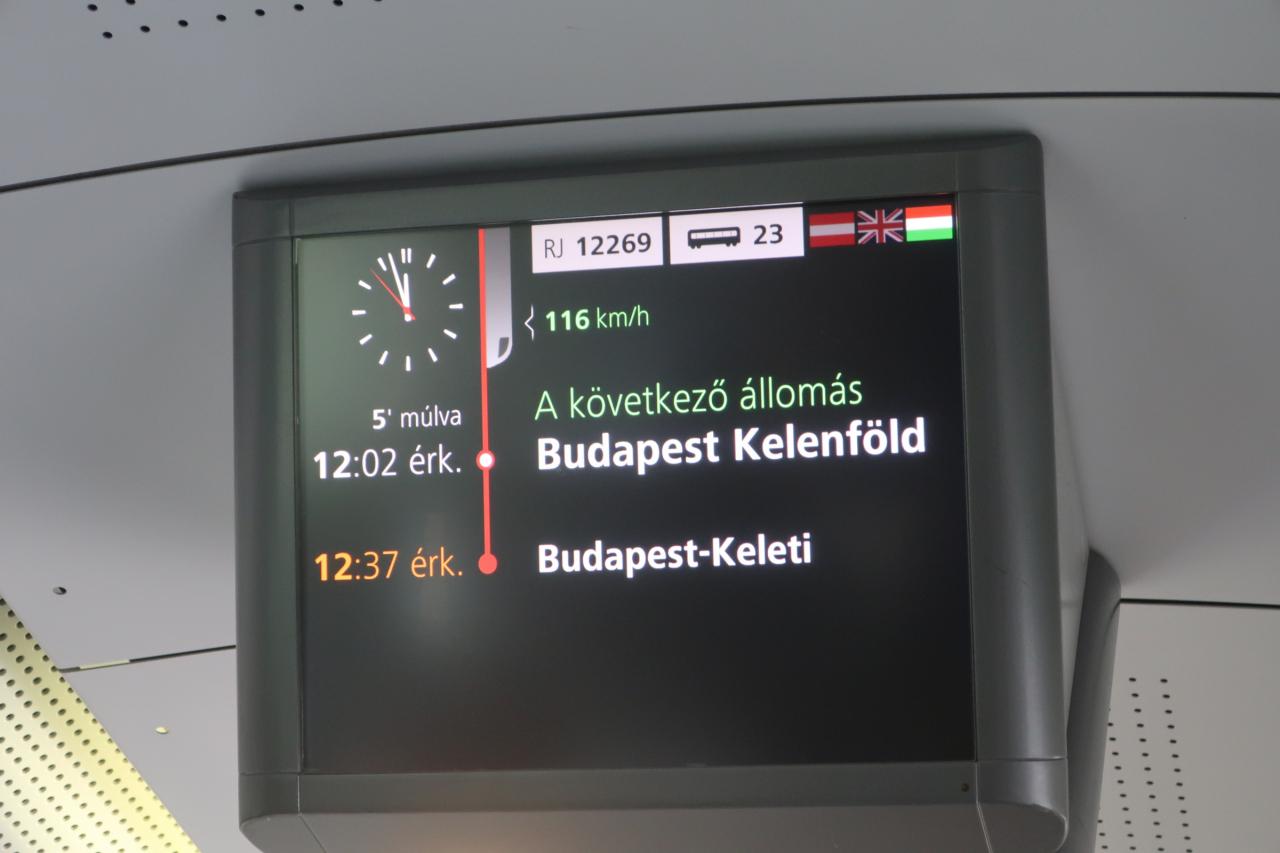 RJ 12269 23
116 km/h
A következő állomás
5' múlva
12:02 érk. Budapest Kelenföld
12:37 érk. Budapest-Keleti